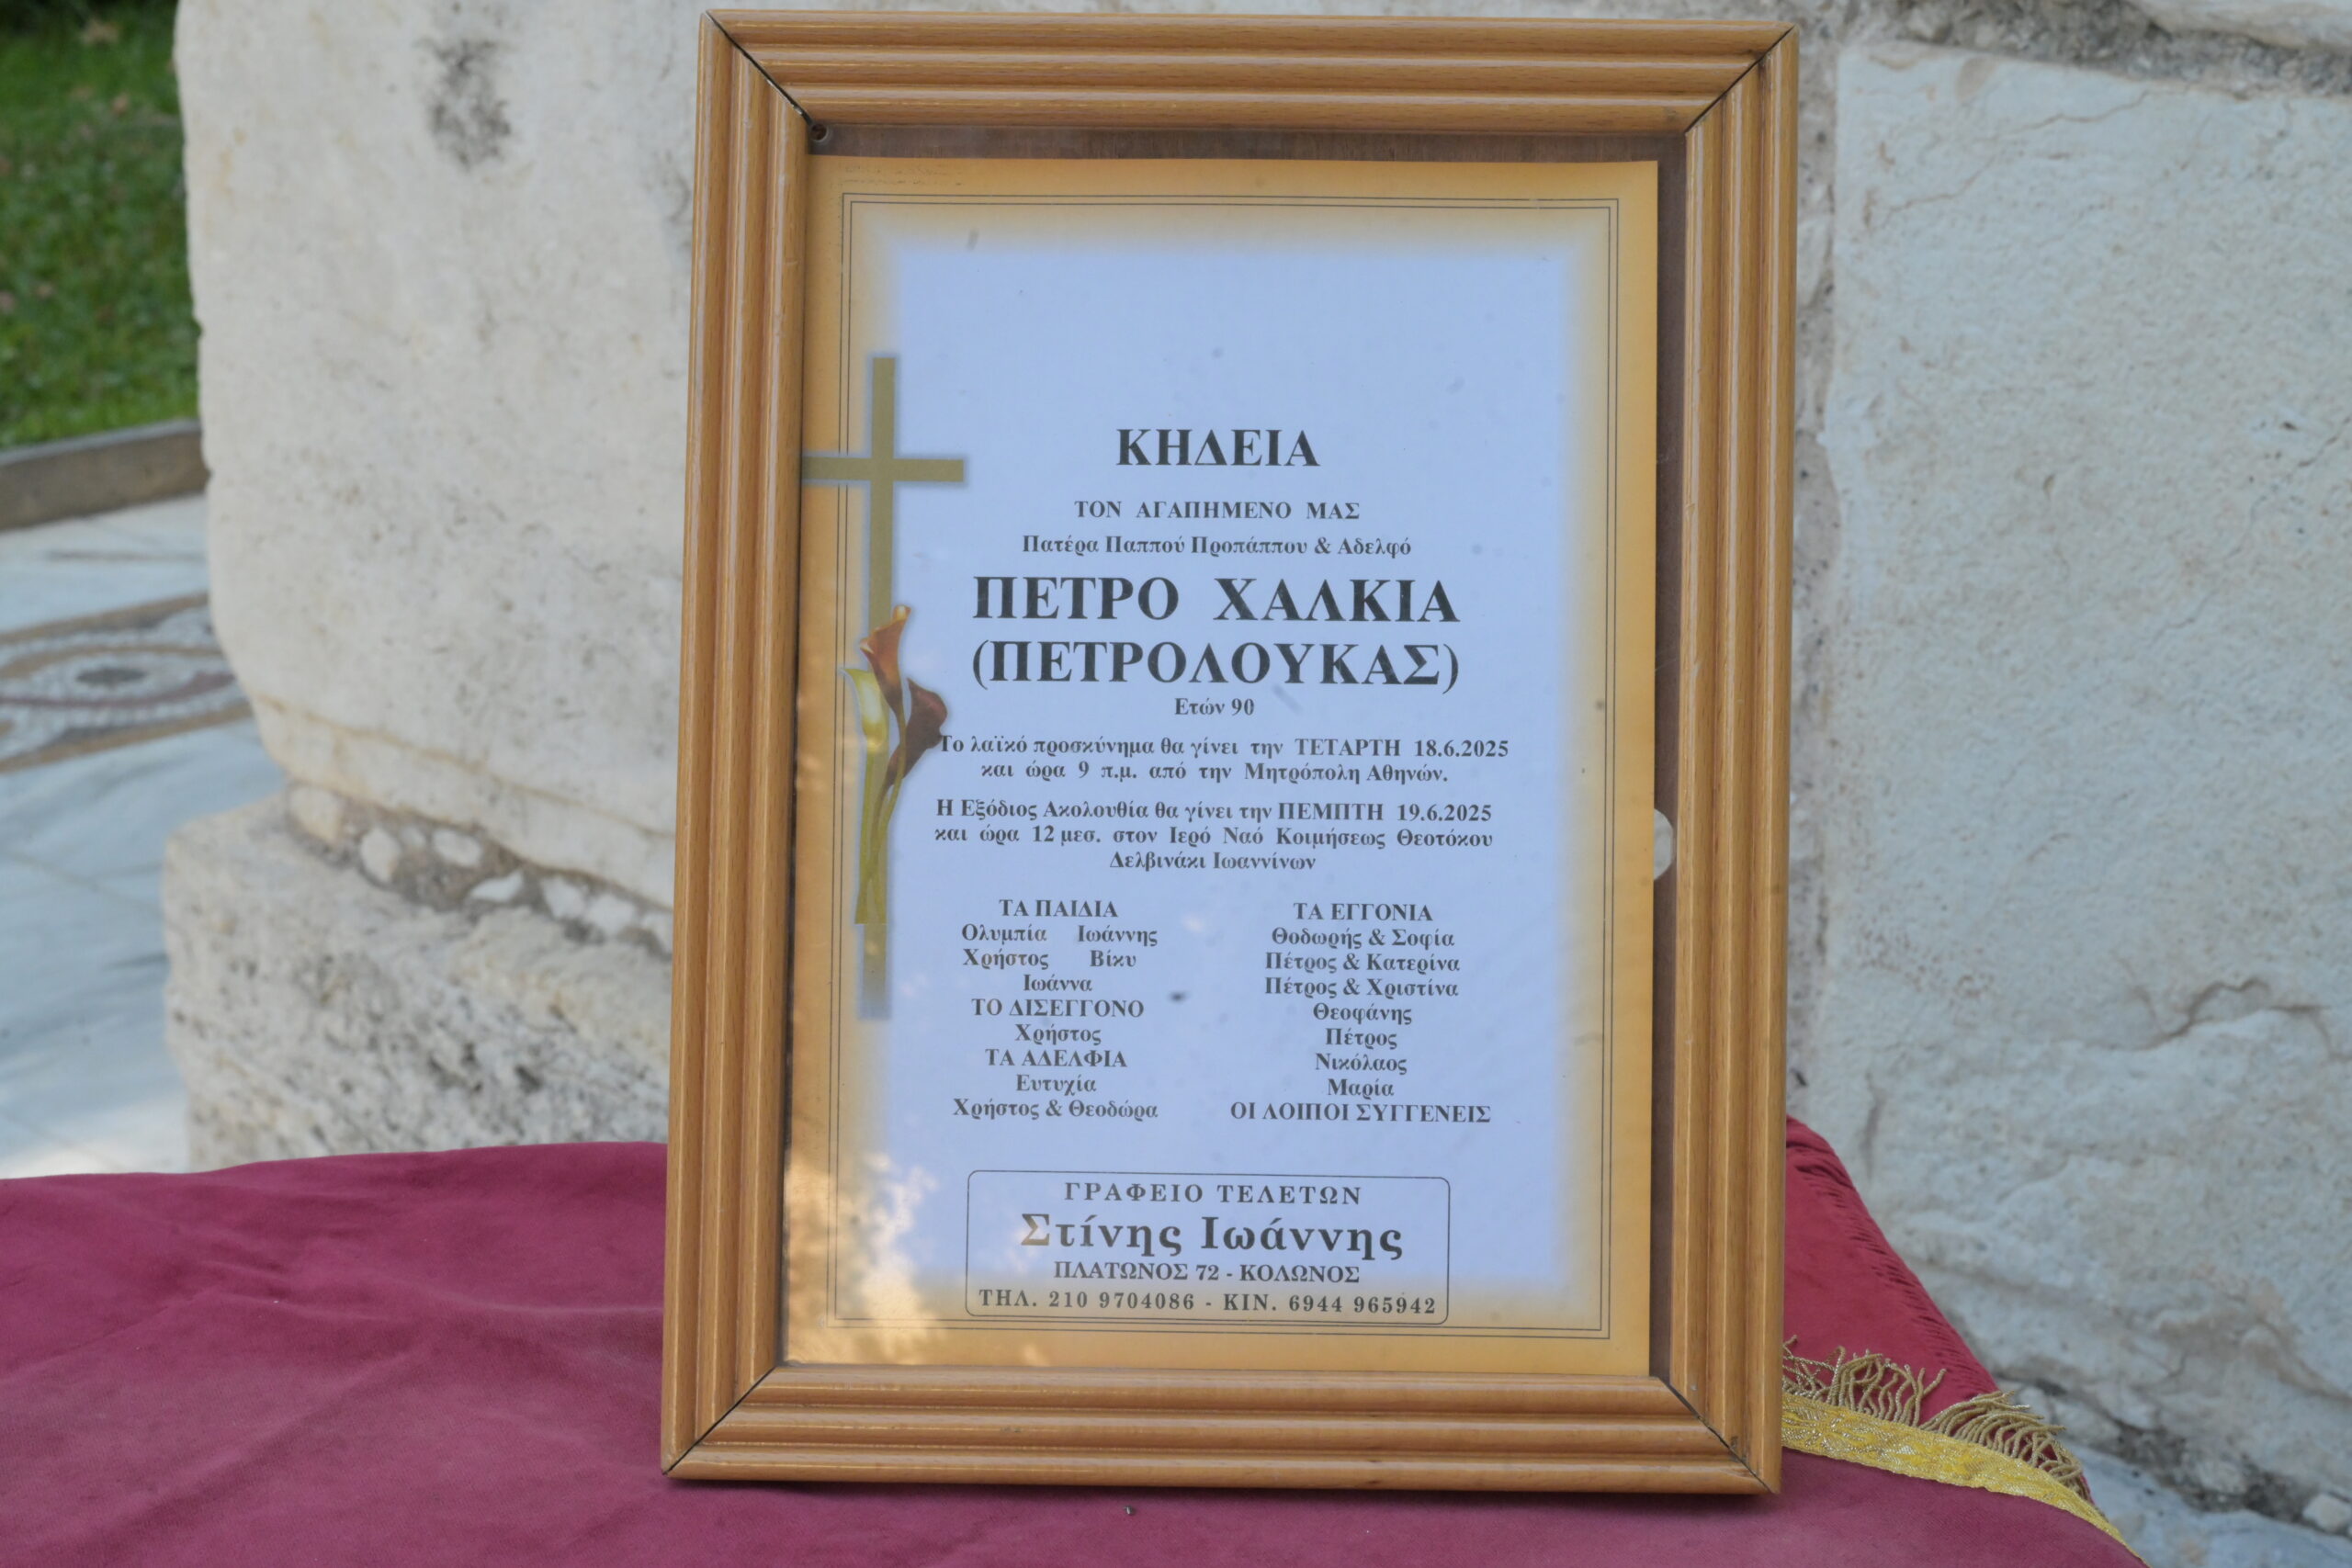 ΚΗΔΕΙΑ
ΤΟΝ ΑΓΑΠΗΜΕΝΟ ΜΑΣ
Πατέρα Παππού Προπάππου & Αδελφό
ΠΕΤΡΟ ΧΑΛΚΙΑ
(ΠΕΤΡΟΛΟΥΚΑΣ)
Ετών 90
Το λαϊκό προσκύνημα θα γίνει την ΤΕΤΑΡΤΗ 18.6.2025
και ώρα 9 π.μ. από την Μητρόπολη Αθηνών.
Η Εξόδιος Ακολουθία θα γίνει την ΠΕΜΠΤΗ 19.6.2025
και ώρα 12 μεσ. στον Ιερό Ναό Κοιμήσεως Θεοτόκου
Δελβινάκι Ιωαννίνων
ΤΑ ΠΑΙΔΙΑ
Ολυμπία Ιωάννης
Χρήστος Βίκυ
Ιωάννα
ΤΟ ΔΙΣΕΓΓΟΝΟ
Χρήστος
ΤΑ ΑΔΕΛΦΙΑ
Ευτυχία
Χρήστος & Θεοδώρα
ΤΑ ΕΓΓΟΝΙΑ
Θοδωρής & Σοφία
Πέτρος & Κατερίνα
Πέτρος & Χριστίνα
Θεοφάνης
Πέτρος
Νικόλαος
Μαρία
ΟΙ ΛΟΙΠΟΙ ΣΥΓΓΕΝΕΙΣ
ΓΡΑΦΕΙΟ ΤΕΛΕΤΩΝ
Στίνης Ιωάννης
ΠΛΑΤΩΝΟΣ 72 - ΚΟΛΩΝΟΣ
ΤΗΛ. 210 9704086 - ΚΙΝ. 6944 965942